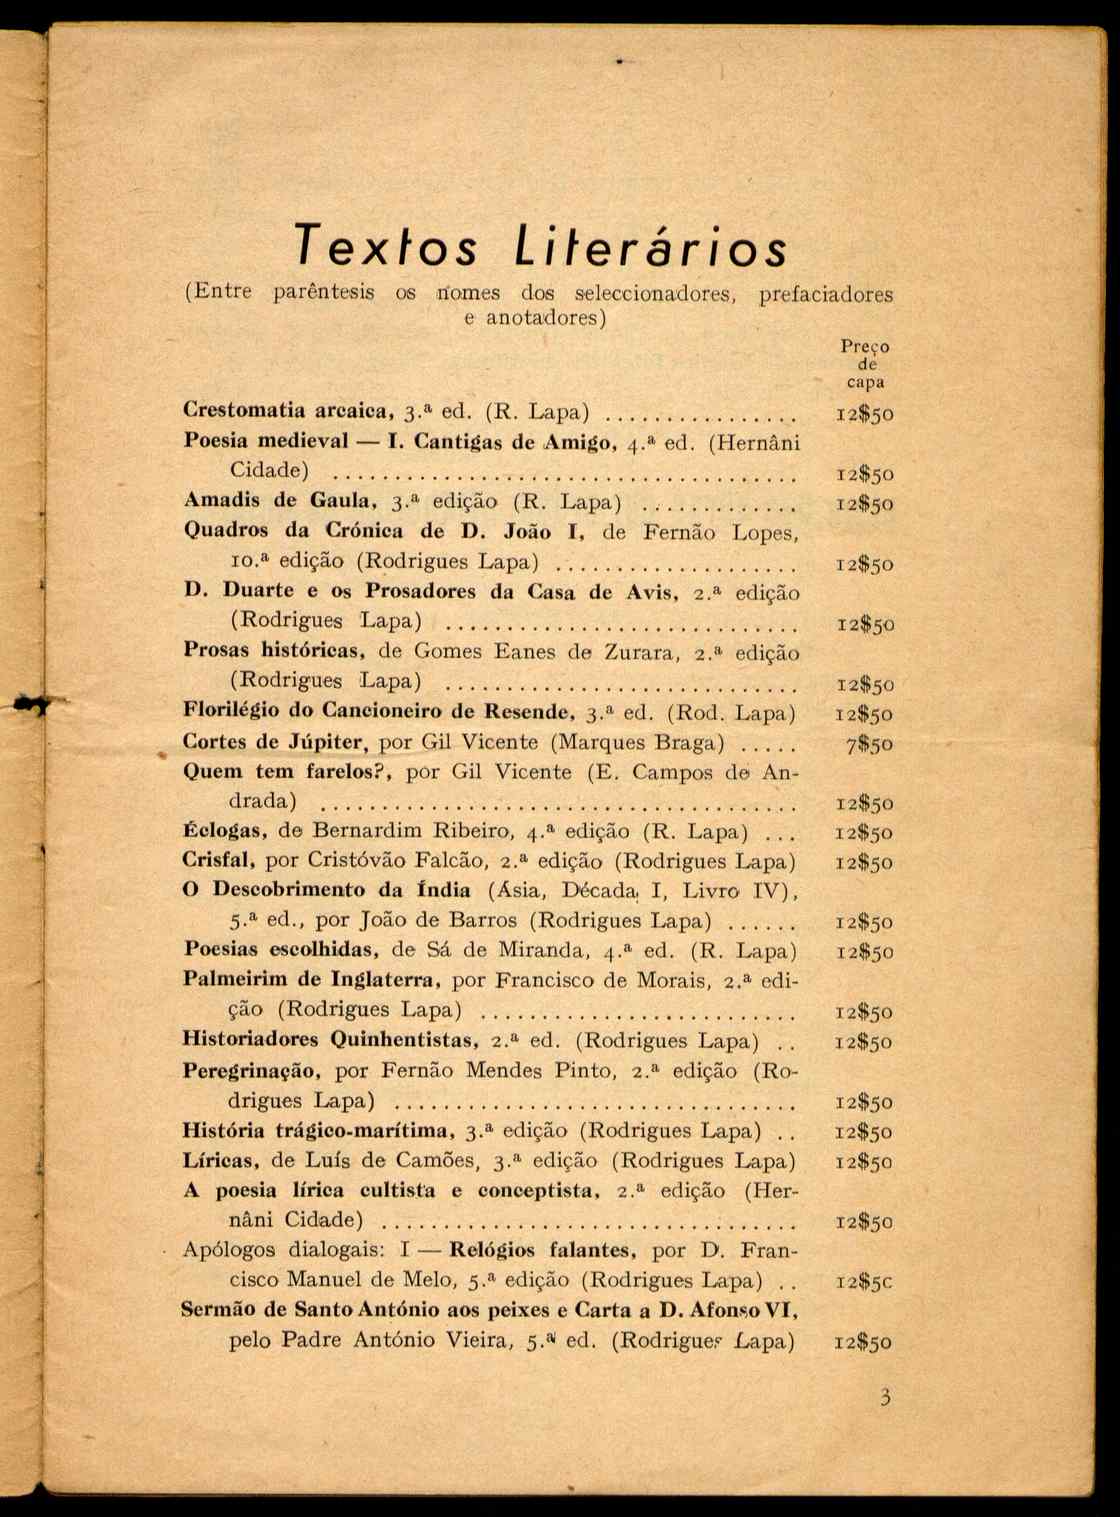 Textos Literários
(Entre parêntesis os nomes dos seleccionadores, prefaciadores
e anotadores)
Preço
de
capa
Crestomatia arcaica, 3.ª ed. (R. Lapa) ................ 12$50
Poesia medieval — I. Cantigas de Amigo, 4.ª ed. (Hernâni
Cidade) ...................................... 12$50
Amadis de Gaula, 3.ª edição (R. Lapa) ............. 12$50
Quadros da Crónica de D. João I, de Fernão Lopes,
10.ª edição (Rodrigues Lapa) .................... 12$50
D. Duarte e os Prosadores da Casa de Avis, 2.ª edição
(Rodrigues Lapa) ............................. 12$50
Prosas históricas, de Gomes Eanes de Zurara, 2.ª edição
(Rodrigues Lapa) ............................. 12$50
Florilégio do Cancioneiro de Resende, 3.ª ed. (Rod. Lapa) 12$50
Cortes de Júpiter, por Gil Vicente (Marques Braga) ..... 7$50
Quem tem farelos?, por Gil Vicente (E. Campos de An-
drada) ....................................... 12$50
Éclogas, de Bernardim Ribeiro, 4.ª edição (R. Lapa) ... 12$50
Crisfal, por Cristóvão Falcão, 2.ª edição (Rodrigues Lapa) 12$50
O Descobrimento da Índia (Ásia, Década I, Livro IV),
5.ª ed., por João de Barros (Rodrigues Lapa) ...... 12$50
Poesias escolhidas, de Sá de Miranda, 4.ª ed. (R. Lapa) 12$50
Palmeirim de Inglaterra, por Francisco de Morais, 2.ª edi-
ção (Rodrigues Lapa) .......................... 12$50
Historiadores Quinhentistas, 2.ª ed. (Rodrigues Lapa) .. 12$50
Peregrinação, por Fernão Mendes Pinto, 2.ª edição (Ro-
drigues Lapa) ................................. 12$50
História trágico-marítima, 3.ª edição (Rodrigues Lapa) .. 12$50
Líricas, de Luís de Camões, 3.ª edição (Rodrigues Lapa) 12$50
A poesia lírica cultista e conceptista, 2.ª edição (Her-
nâni Cidade) .................................. 12$50
Apólogos dialogais: I — Relógios falantes, por D. Fran-
cisco Manuel de Melo, 5.ª edição (Rodrigues Lapa) .. 12$50
Sermão de Santo António aos peixes e Carta a D. Afonso VI,
pelo Padre António Vieira, 5.ª ed. (Rodrigues Lapa) 12$50
3